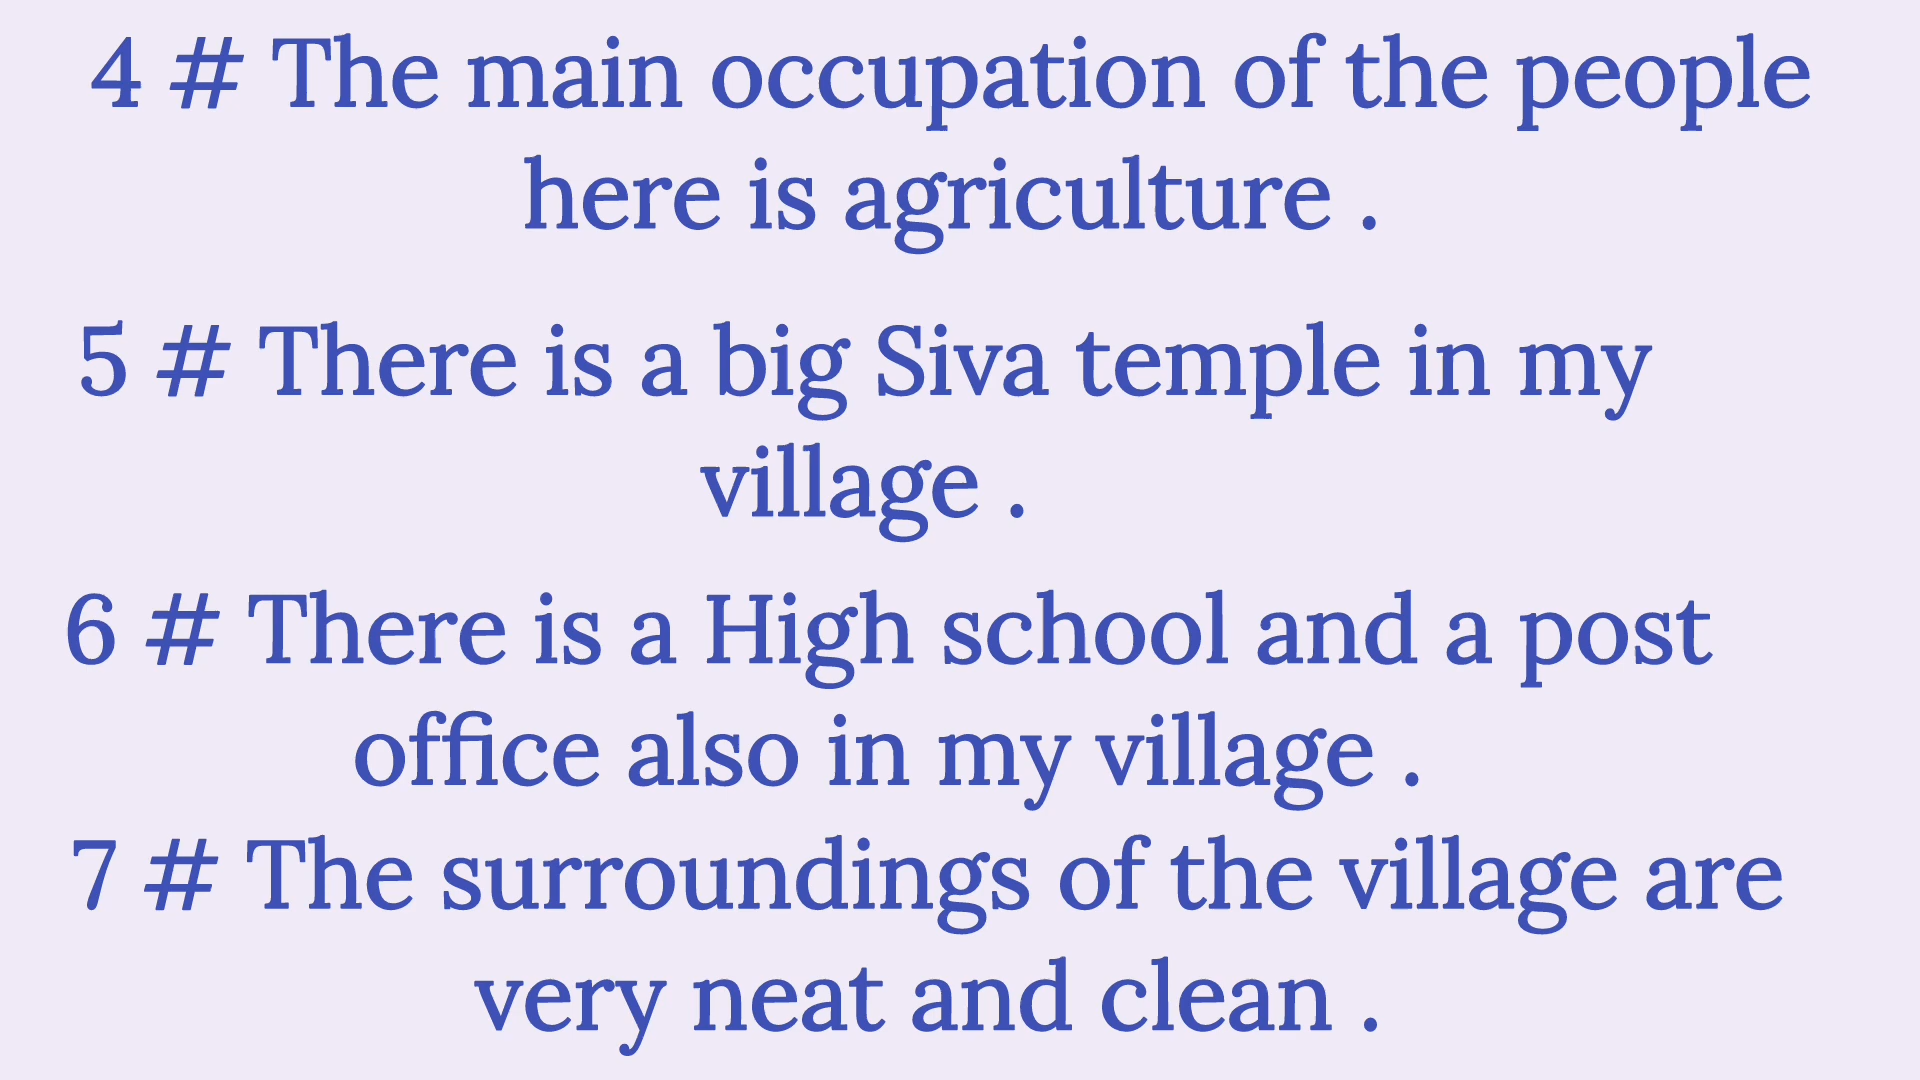 4 # The main occupation of the people
here is agriculture .
5 # There is a big Siva temple in my
village .
6 # There is a High school and a post
office also in my village .
7 # The surroundings of the village are
very neat and clean .